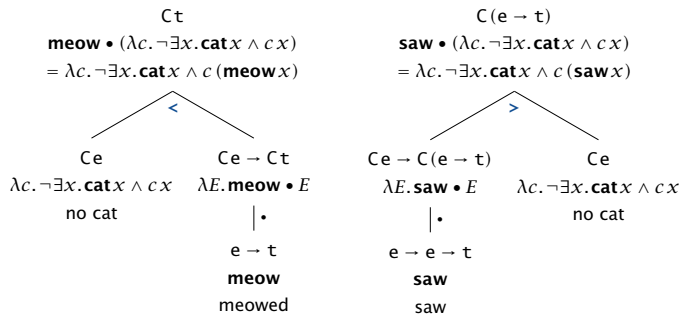 Ct
meow • (λc. ¬∃x. cat x ∧ c x)
= λc. ¬∃x. cat x ∧ c (meow x)
<
Ce
λc. ¬∃x. cat x ∧ c x
no cat
Ce → Ct
λE. meow • E
•
e → t
meow
meowed
C(e → t)
saw • (λc. ¬∃x. cat x ∧ c x)
= λc. ¬∃x. cat x ∧ c (saw x)
>
Ce → C(e → t)
λE. saw • E
•
e → e → t
saw
saw
Ce
λc. ¬∃x. cat x ∧ c x
no cat